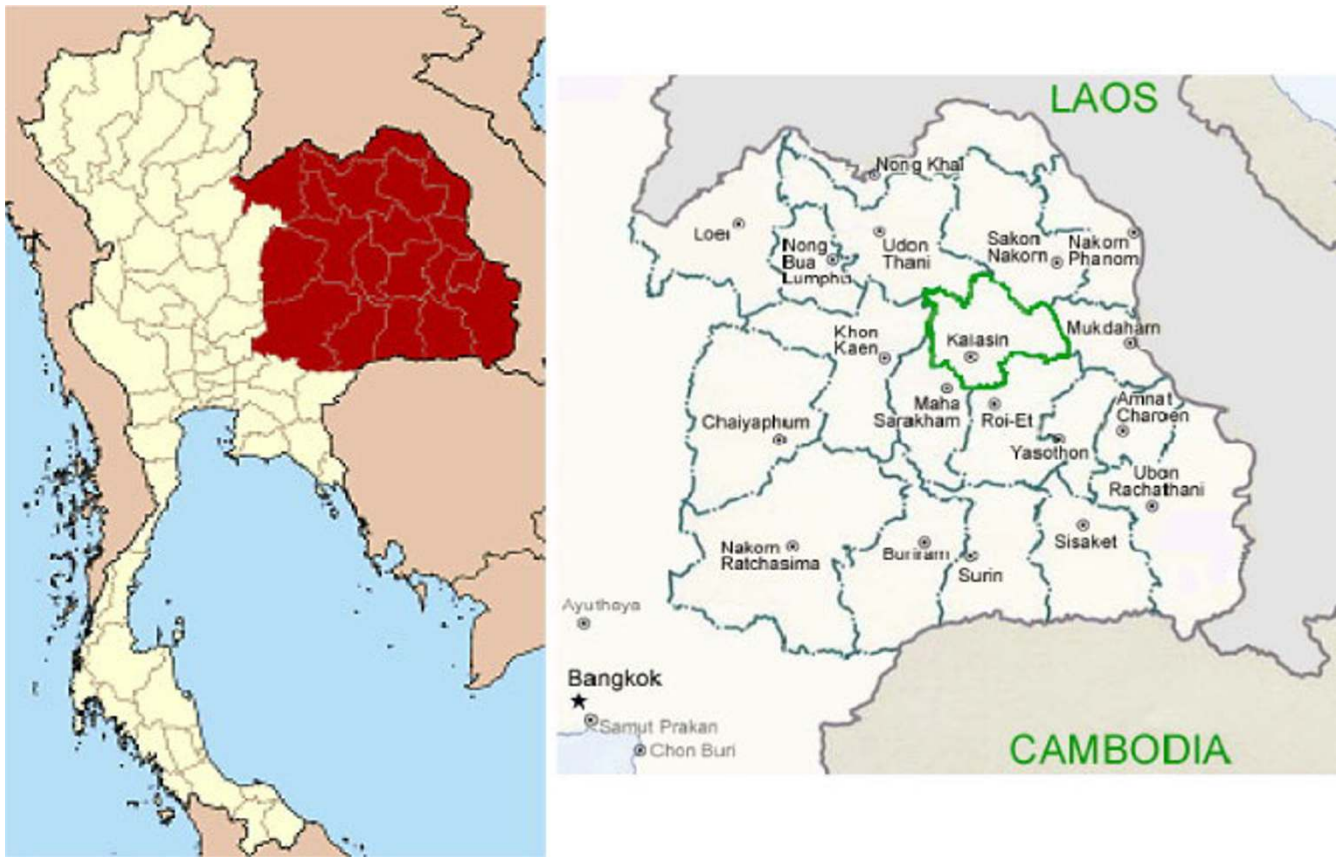 LAOS
Nong Khai
Loei
Nong
Bua
Lumphu
Udon
Thani
Sakon
Nakorn
Nakorn
Phanom
Khon
Kaen
Kalasin
Mukdaharn
Chaiyaphum
Maha
Sarakham
Roi-Et
Amnat
Charoen
Yasothon
Ubon
Rachathani
Nakorn
Ratchasima
Buriram
Surin
Sisaket
Ayuthaya
Bangkok
Samut Prakan
Chon Buri
CAMBODIA